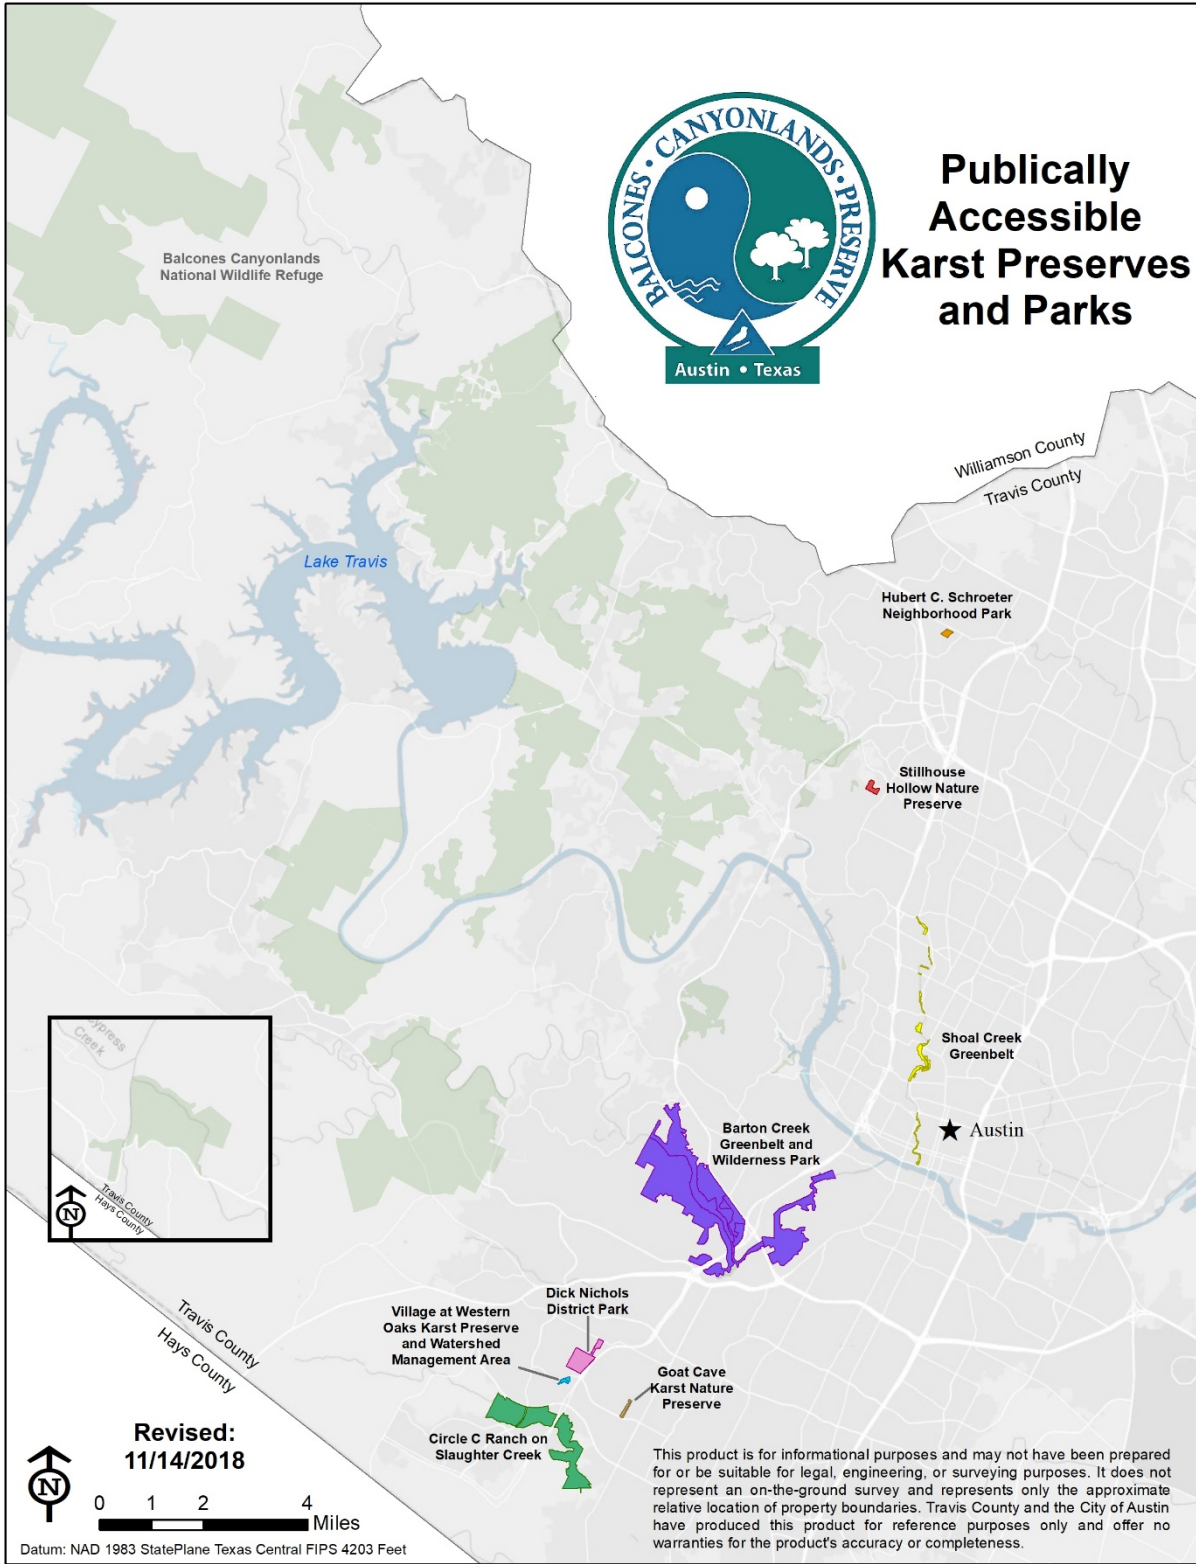 BALCONES • CANYONLANDS • PRESERVE
Austin • Texas
Publically
Accessible
Karst Preserves
and Parks
Balcones Canyonlands
National Wildlife Refuge
Williamson County
Travis County
Lake Travis
Hubert C. Schroeter
Neighborhood Park
Stillhouse
Hollow Nature
Preserve
Shoal Creek
Greenbelt
Austin
Barton Creek
Greenbelt and
Wilderness Park
Cypress
Creek
Travis County
Hays County
N
Travis County
Hays County
Dick Nichols
District Park
Village at Western
Oaks Karst Preserve
and Watershed
Management Area
Goat Cave
Karst Nature
Preserve
Circle C Ranch on
Slaughter Creek
Revised:
11/14/2018
N
0 1 2 4
Miles
Datum: NAD 1983 StatePlane Texas Central FIPS 4203 Feet
This product is for informational purposes and may not have been prepared
for or be suitable for legal, engineering, or surveying purposes. It does not
represent an on-the-ground survey and represents only the approximate
relative location of property boundaries. Travis County and the City of Austin
have produced this product for reference purposes only and offer no
warranties for the product's accuracy or completeness.